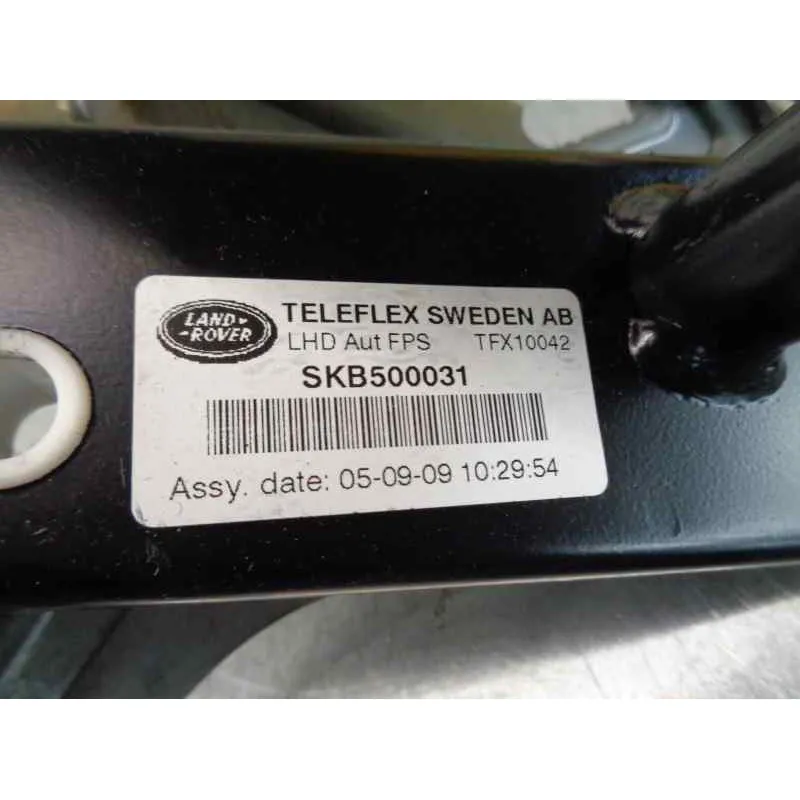 LAND-
-ROVER
TELEFLEX SWEDEN AB
LHD Aut FPS TFX10042
SKB500031
Assy. date: 05-09-09 10:29:54